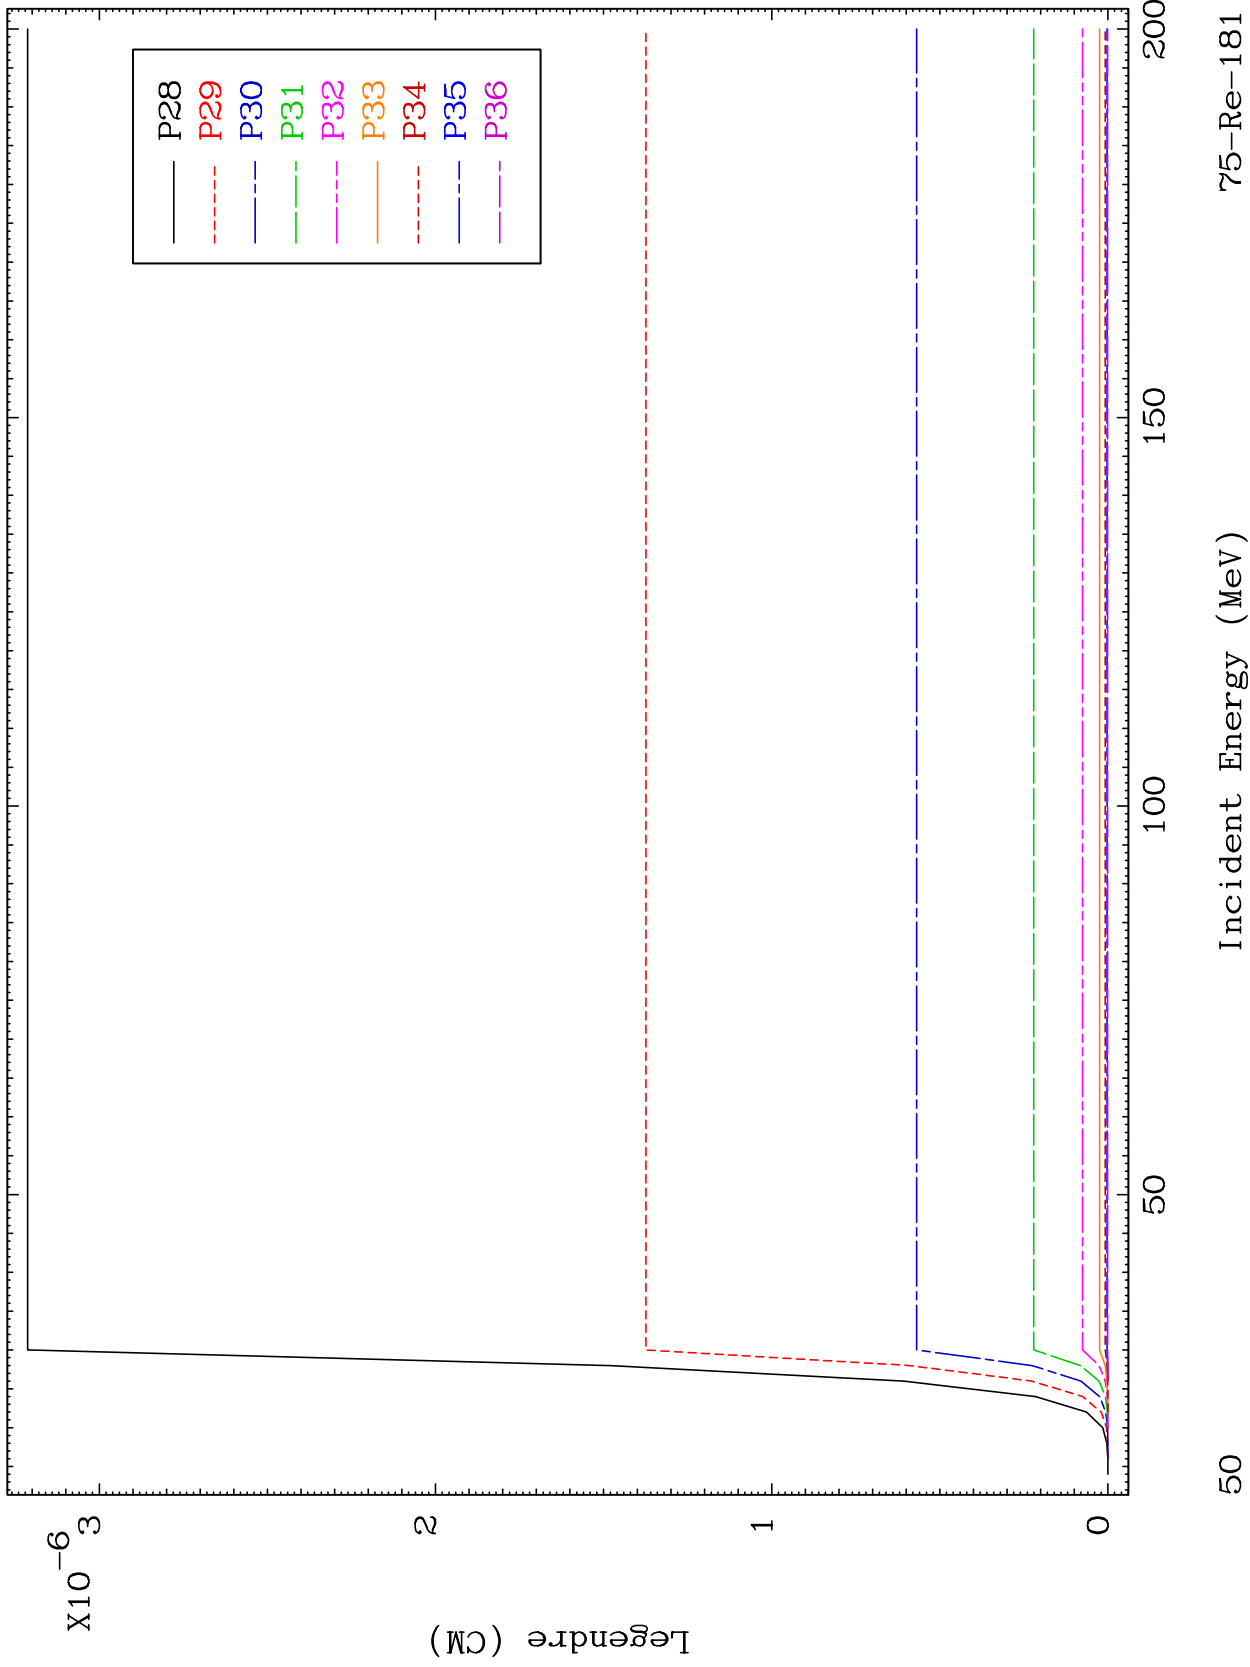 X10-6
3
2
1
0
Legendre (CM)
P28
P29
P30
P31
P32
P33
P34
P35
P36
50
100
150
200
Incident Energy (MeV)
50
75-Re-181